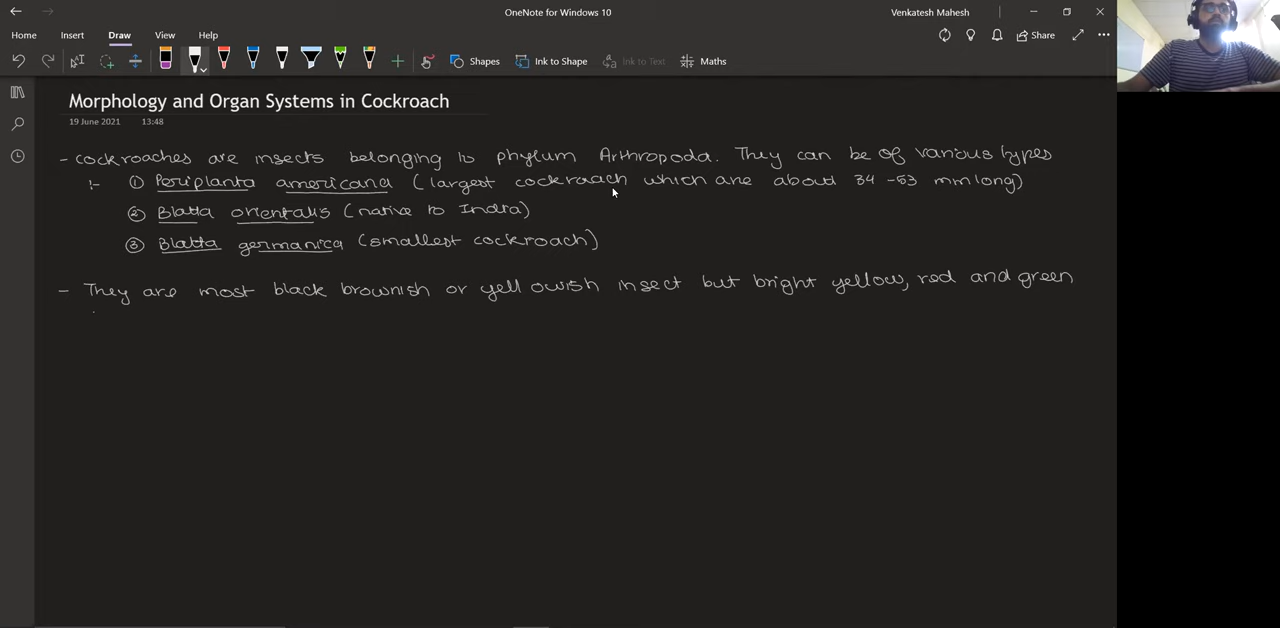 OneNote for Windows 10
Venkatesh Mahesh
Home Insert Draw View Help
Share
Shapes Ink to Shape Ink to Text Maths
Morphology and Organ Systems in Cockroach
19 June 2021 13:48
- Cockroaches are insects belonging to phylum Arthropoda. They can be of various types
:- ① Periplanta americana (largest cockroach which are about 34 -53 mm long)
② Blatta orientalis (native to India)
③ Blatta germanica (smallest cockroach)
- They are most black brownish or yell owish insect but bright yellow, red and green